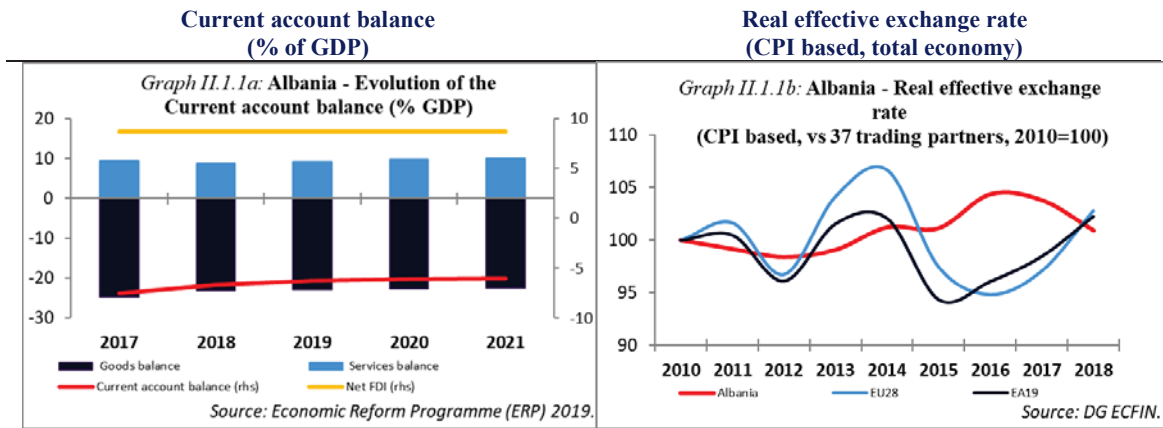 Current account balance
(% of GDP)
Real effective exchange rate
(CPI based, total economy)
Graph II.1.1a: Albania - Evolution of the
Current account balance (% GDP)
20
10
0
-10
-20
-30
10
5
0
-5
-10
2017 2018 2019 2020 2021
Goods balance
Services balance
Current account balance (rhs)
Net FDI (rhs)
Source: Economic Reform Programme (ERP) 2019.
Graph II.1.1b: Albania - Real effective exchange
rate
(CPI based, vs 37 trading partners, 2010=100)
110
105
100
95
90
2010 2011 2012 2013 2014 2015 2016 2017 2018
Albania
EU28
EA19
Source: DG ECFIN.